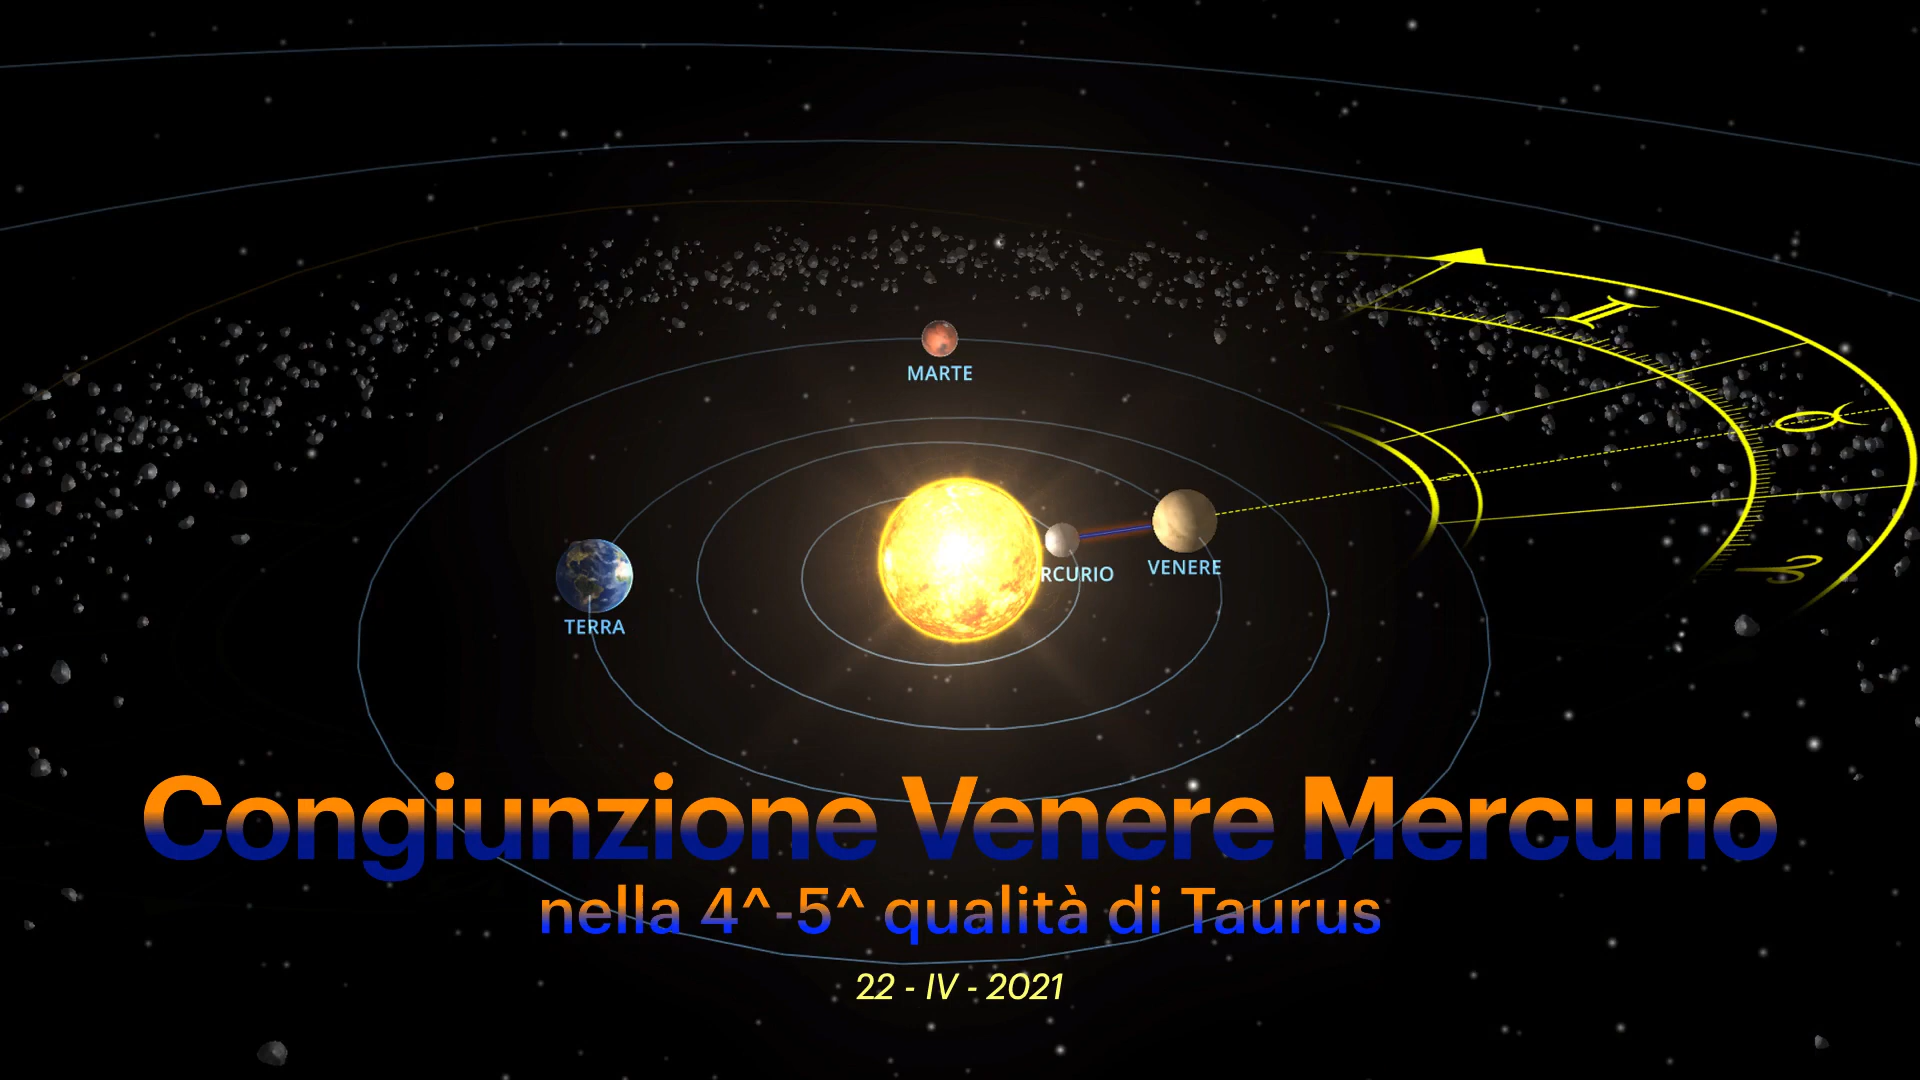 MARTE
VENERE
RCURIO
TERRA
Congiunzione Venere Mercurio
nella 4^-5^ qualità di Taurus
22 - IV - 2021